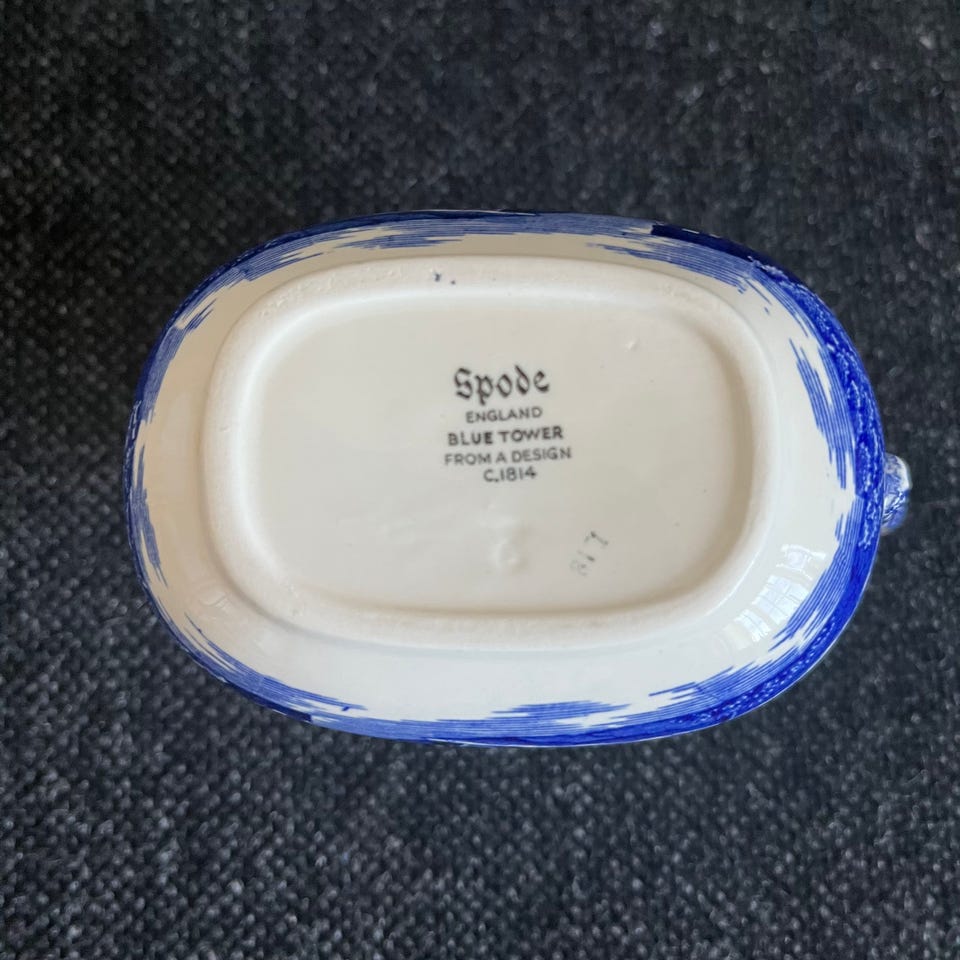 Spode
ENGLAND
BLUE TOWER
FROM A DESIGN
C.1814